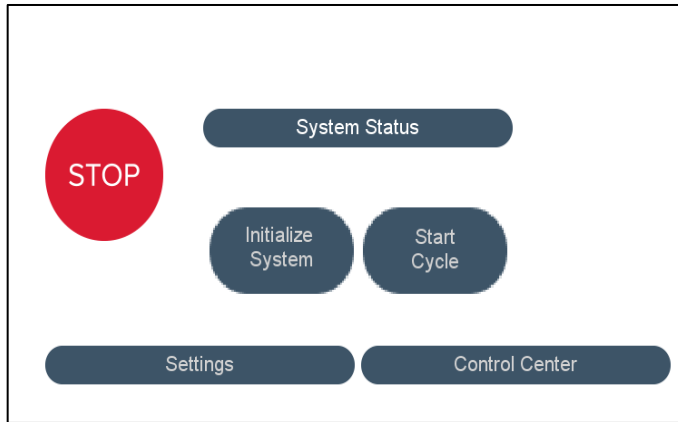 System Status
STOP
Initialize
System
Start
Cycle
Settings
Control Center